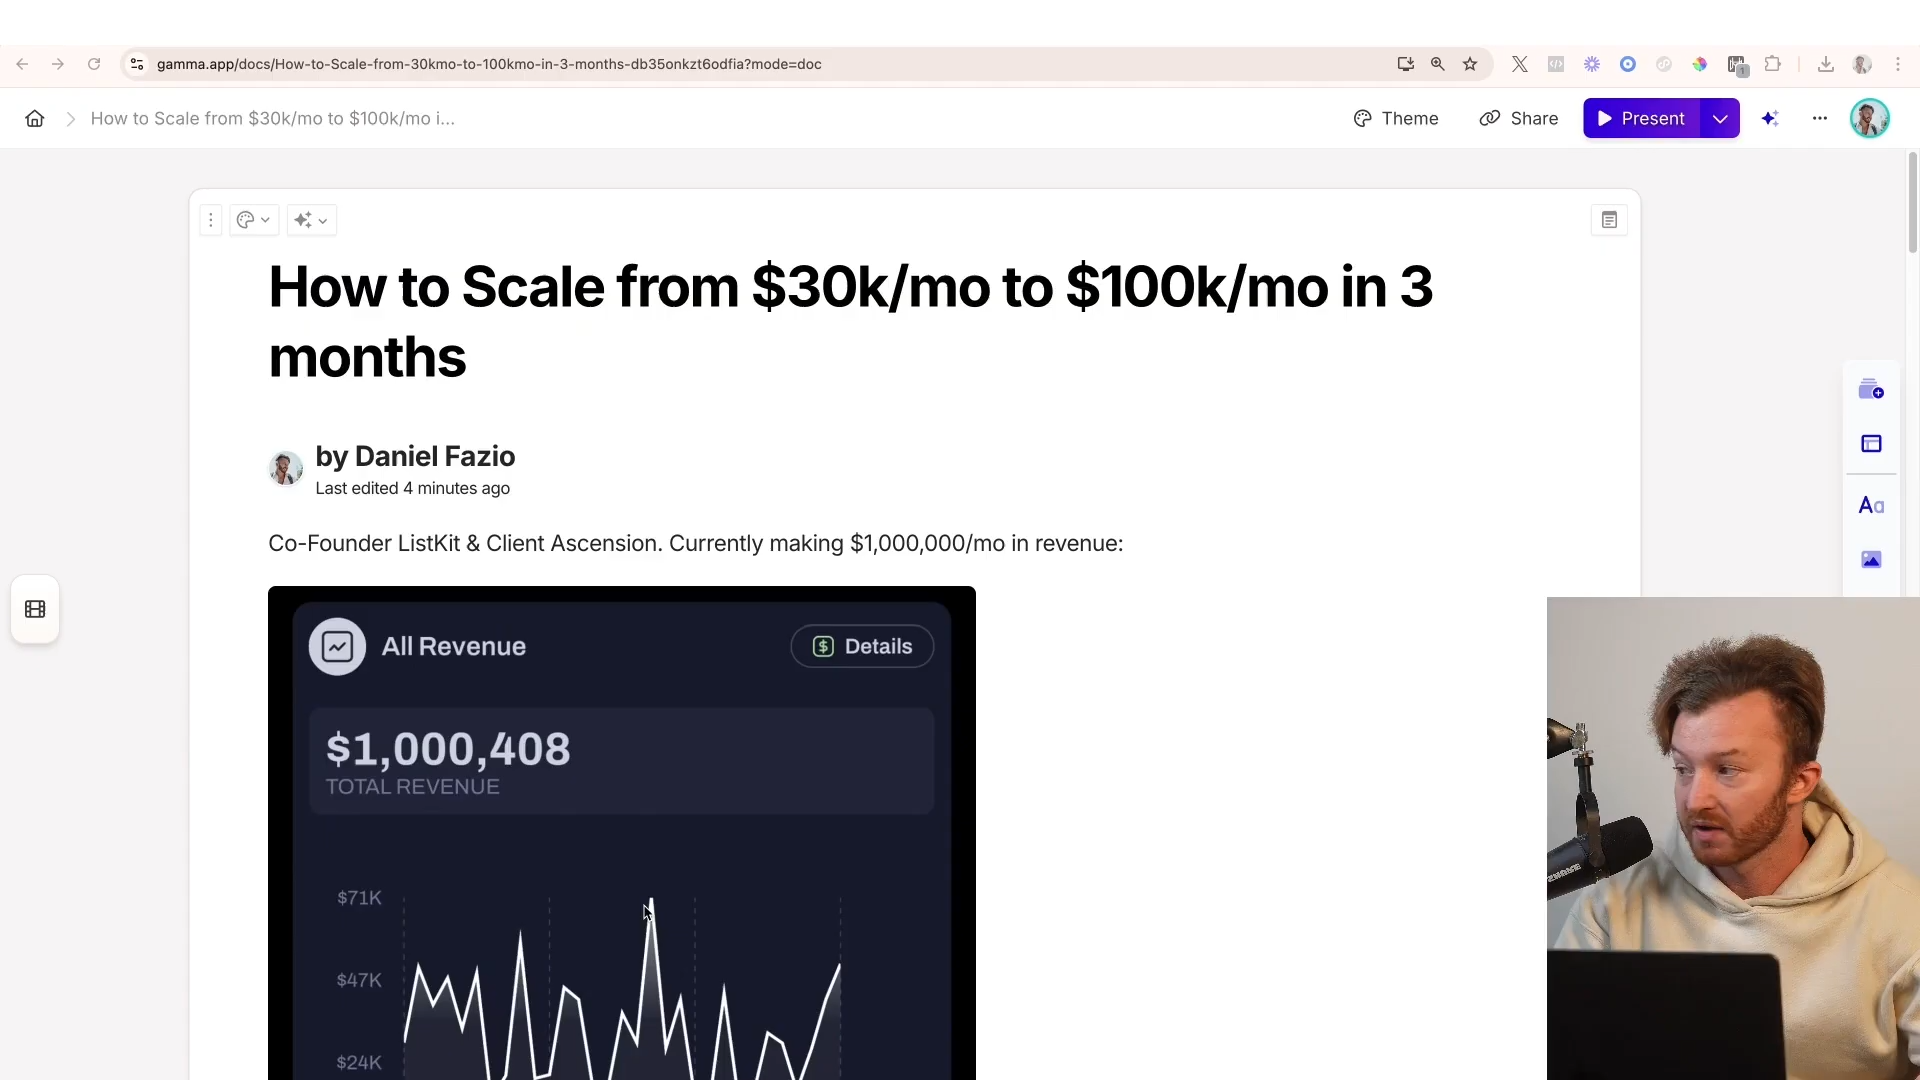 gamma.app/docs/How-to-Scale-from-30kmo-to-100kmo-in-3-months-db35onkzt6odfia?mode=doc
1
How to Scale from $30k/mo to $100k/mo i...
Theme
Share
Present
How to Scale from $30k/mo to $100k/mo in 3
months
by Daniel Fazio
Last edited 4 minutes ago
Aa
Co-Founder ListKit & Client Ascension. Currently making $1,000,000/mo in revenue:
All Revenue
$ Details
$1,000,408
TOTAL REVENUE
$71K
$47K
$24K
SHURE